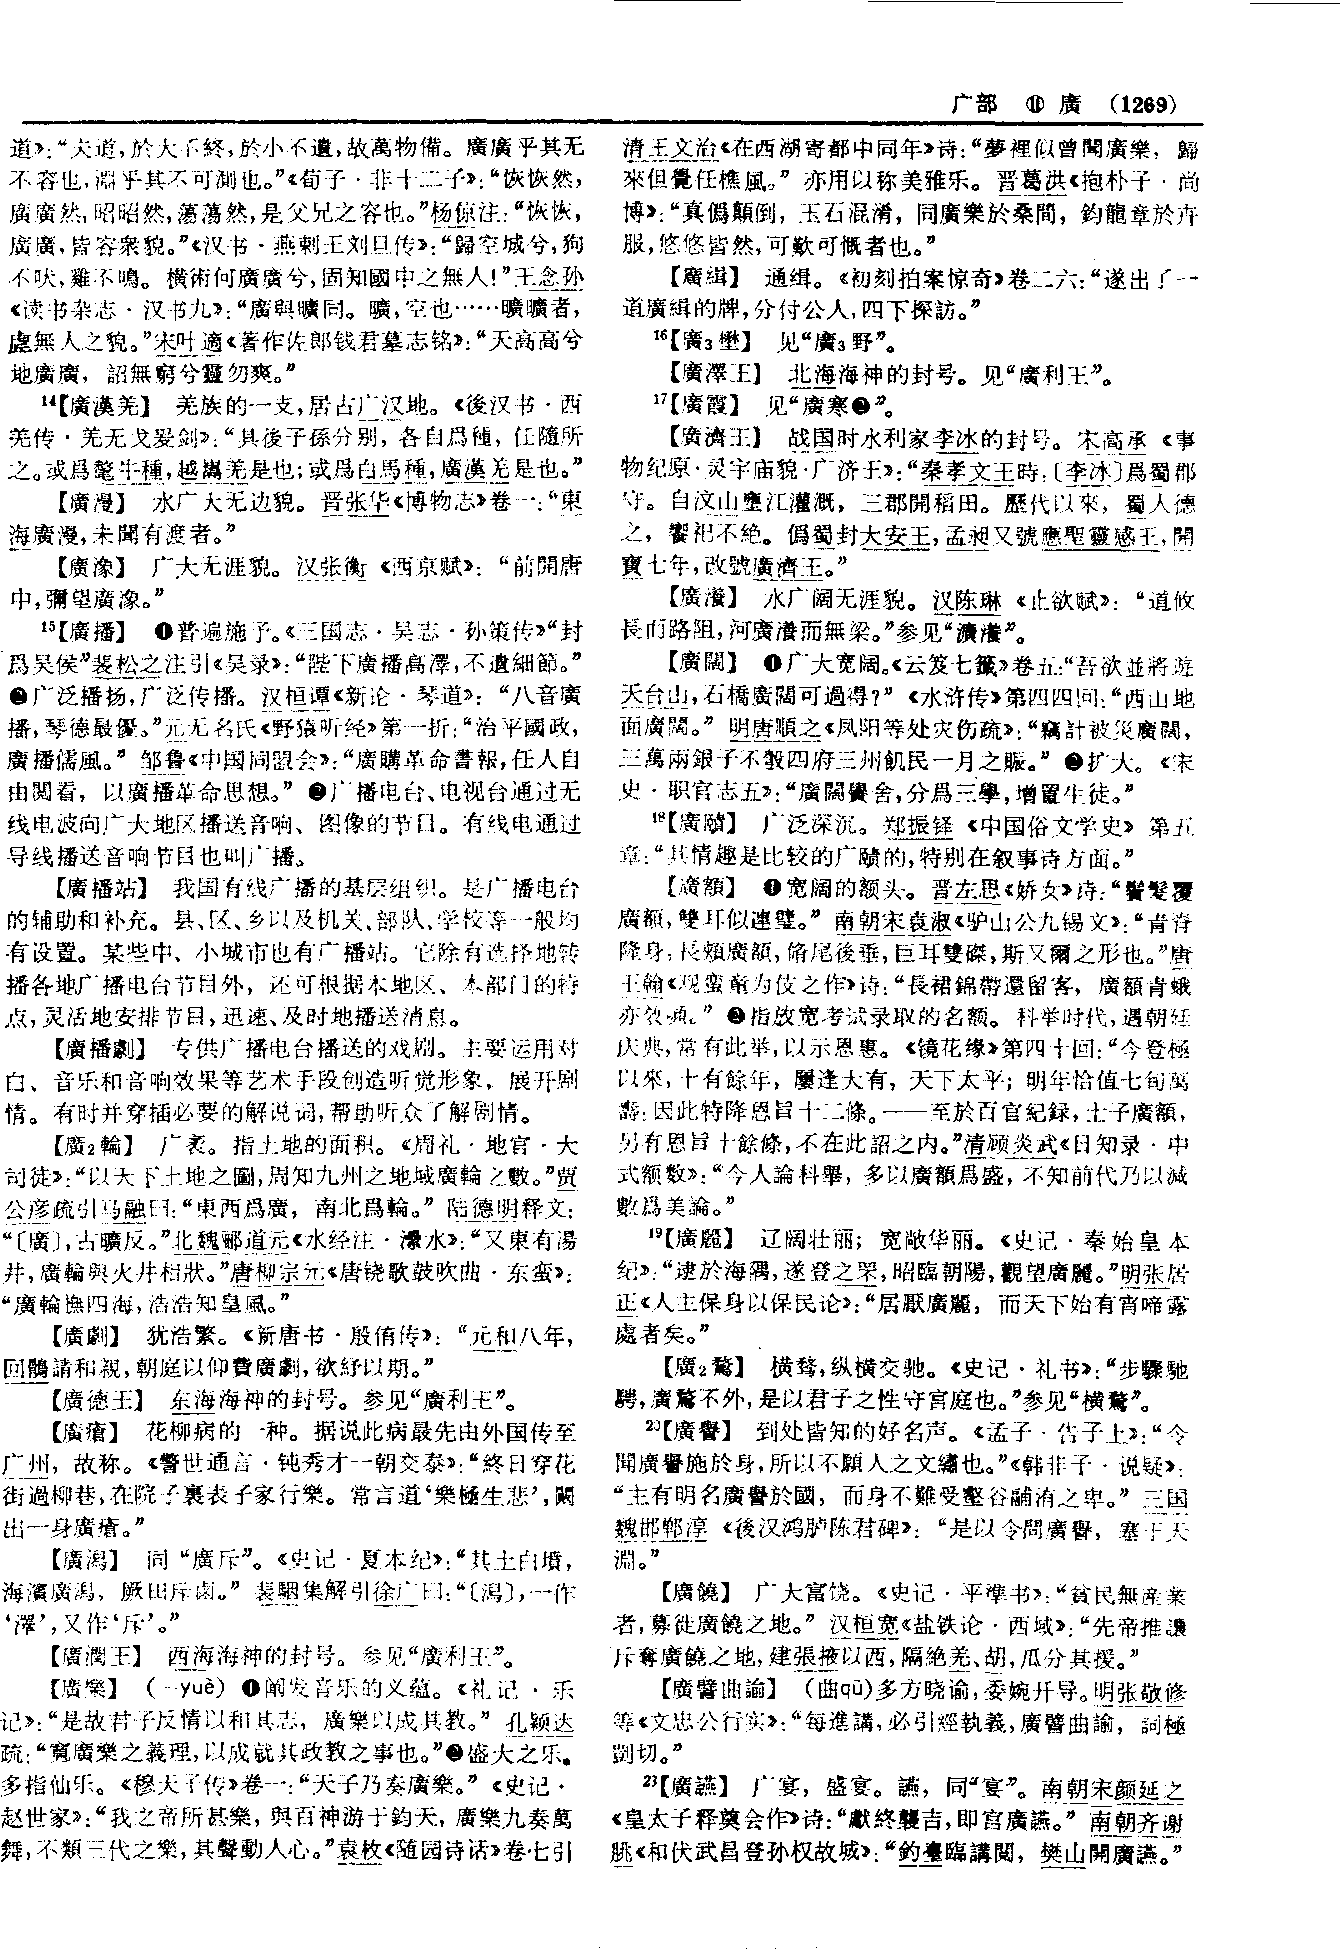 广部 ⑫ 廣 (1269)
道》：“夫道，於大不終，於小不遺，故萬物備。廣廣乎其无
不容也，淵乎其不可測也。”《荀子·非十二子》：“恢恢然，
廣廣然，昭昭然，蕩蕩然，是父兄之容也。”杨倞注：“恢恢，
廣廣，皆容衆貌。”《汉书·燕剌王刘旦传》：“歸空城兮，狗
不吠，雞不鳴。橫術何廣廣兮，固知國中之無人！”王念孙
《读书杂志·汉书九》：“廣與曠同。曠，空也……曠曠者，
虚無人之貌。”宋叶適《著作佐郎钱君墓志铭》：“天高高兮
地廣廣，詔無窮兮靈勿爽。”
14【廣漢羌】 羌族的一支，居古广汉地。《後汉书·西
羌传·羌无弋爰剑》：“其後子孫分别，各自爲種，任隨所
之。或爲氂牛種，越巂羌是也；或爲白馬種，廣漢羌是也。”
【廣漫】 水广大无边貌。晋张华《博物志》卷一：“東
海廣漫，未聞有渡者。”
【廣潒】 广大无涯貌。汉张衡《西京赋》：“前開唐
中，彌望廣潒。”
15【廣播】 ❶普遍施予。《三国志·吴志·孙策传》“封
爲吴侯”裴松之注引《吴录》：“陛下廣播高澤，不遺細節。”
❷广泛播扬，广泛传播。汉桓谭《新论·琴道》：“八音廣
播，琴德最優。”元无名氏《野猿听经》第一折：“治平國政，
廣播儒風。”邹鲁《中国同盟会》：“廣購革命書報，任人自
由閲看，以廣播革命思想。”❸广播电台、电视台通过无
线电波向广大地区播送音响、图像的节目。有线电通过
导线播送音响节目也叫广播。
【廣播站】 我国有线广播的基层组织。是广播电台
的辅助和补充。县、区、乡以及机关、部队、学校等一般均
有设置。某些中、小城市也有广播站。它除有选择地转
播各地广播电台节目外，还可根据本地区、本部门的特
点，灵活地安排节目，迅速、及时地播送消息。
【廣播劇】 专供广播电台播送的戏剧。主要运用对
白、音乐和音响效果等艺术手段创造听觉形象，展开剧
情。有时并穿插必要的解说词，帮助听众了解剧情。
【廣₂輪】 广袤。指土地的面积。《周礼·地官·大
司徒》：“以天下土地之圖，周知九州之地域廣輪之數。”贾
公彦疏引马融曰：“東西爲廣，南北爲輪。”陆德明释文：
“〔廣〕，古曠反。”北魏郦道元《水经注·㶟水》：“又東有湯
井，廣輪與火井相狀。”唐柳宗元《唐铙歌鼓吹曲·东蛮》：
“廣輪撫四海，浩浩知皇風。”
【廣劇】 犹浩繁。《新唐书·殷侑传》：“元和八年，
回鶻請和親，朝庭以仰費廣劇，欲紓以期。”
【廣德王】 东海海神的封号。参见“廣利王”。
【廣瘡】 花柳病的一种。据说此病最先由外国传至
广州，故称。《警世通言·钝秀才一朝交泰》：“終日穿花
街過柳巷，在院子裏表子家行樂。常言道‘樂極生悲’，闖
出一身廣瘡。”
【廣潟】 同“廣斥”。《史记·夏本纪》：“其土白墳，
海濱廣潟，厥田斥鹵。”裴駰集解引徐广曰：“〔潟〕，一作
‘澤’，又作‘斥’。”
【廣潤王】 西海海神的封号。参见“廣利王”。
【廣樂】 （—yuè）❶阐发音乐的义蕴。《礼记·乐
记》：“是故君子反情以和其志，廣樂以成其教。”孔颖达
疏：“寬廣樂之義理，以成就其政教之事也。”❷盛大之乐。
多指仙乐。《穆天子传》卷一：“天子乃奏廣樂。”《史记·
赵世家》：“我之帝所甚樂，與百神游于鈞天，廣樂九奏萬
舞，不類三代之樂，其聲動人心。”袁枚《随园诗话》卷七引
清王文治《在西湖寄都中同年》诗：“夢裡似曾聞廣樂，歸
來但覺任樵風。”亦用以称美雅乐。晋葛洪《抱朴子·尚
博》：“真僞顛倒，玉石混淆，同廣樂於桑間，鈞龍章於卉
服，悠悠皆然，可歎可慨者也。”
【廣緝】 通缉。《初刻拍案惊奇》卷二六：“遂出了一
道廣緝的牌，分付公人，四下探訪。”
16【廣₃壄】 见“廣₃野”。
【廣澤王】 北海海神的封号。见“廣利王”。
17【廣霞】 见“廣寒❷”。
【廣濟王】 战国时水利家李冰的封号。宋高承《事
物纪原·灵宇庙貌·广济王》：“秦孝文王時，〔李冰〕爲蜀郡
守。自汶山壅江灌溉，三郡開稻田。歷代以來，蜀人德
之，饗祀不絶。僞蜀封大安王，孟昶又號應聖靈感王，開
寶七年，改號廣濟王。”
【廣瀁】 水广阔无涯貌。汉陈琳《止欲赋》：“道攸
長而路阻，河廣瀁而無梁。”参见“瀇瀁”。
【廣闊】 ❶广大宽阔。《云笈七籤》卷五：“吾欲並將遊
天台山，石橋廣闊可過得？”《水浒传》第四四回：“西山地
面廣闊。”明唐順之《凤阳等处灾伤疏》：“竊計被災廣闊，
三萬兩銀子不彀四府三州飢民一月之賑。”❷扩大。《宋
史·职官志五》：“廣闊黌舍，分爲三學，增置生徒。”
18【廣賾】 广泛深沉。郑振铎《中国俗文学史》第五
章：“其情趣是比较的广赜的，特别在叙事诗方面。”
【廣額】 ❶宽阔的额头。晋左思《娇女》诗：“鬢髮覆
廣額，雙耳似連璧。”南朝宋袁淑《驴山公九锡文》：“青脊
隆身，長頰廣額，脩尾後垂，巨耳雙磔，斯又爾之形也。”唐
王翰《观蛮童为伎之作》诗：“長裙錦帶還留客，廣額青蛾
亦效顰。”❷指放宽考试录取的名额。科举时代，遇朝廷
庆典，常有此举，以示恩惠。《镜花缘》第四十回：“今登極
以來，十有餘年，屢逢大有，天下太平；明年恰值七旬萬
壽，因此特降恩旨十二條。——至於百官紀録，士子廣額，
另有恩旨十餘條，不在此詔之内。”清顾炎武《日知录·中
式额数》：“今人論科舉，多以廣額爲盛，不知前代乃以減
數爲美論。”
19【廣麗】 辽阔壮丽；宽敞华丽。《史记·秦始皇本
纪》：“逮於海隅，遂登之罘，昭臨朝陽，觀望廣麗。”明张居
正《人主保身以保民论》：“居厭廣麗，而天下始有宵啼露
處者矣。”
【廣₂騖】 横骛，纵横交驰。《史记·礼书》：“步驟馳
騁，廣騖不外，是以君子之性守宫庭也。”参见“横騖”。
20【廣譽】 到处皆知的好名声。《孟子·告子上》：“令
聞廣譽施於身，所以不願人之文繡也。”《韩非子·说疑》：
“主有明名廣譽於國，而身不難受壑谷鬴洧之卑。”三国
魏邯郸淳《後汉鸿胪陈君碑》：“是以令問廣譽，塞于天
淵。”
【廣饒】 广大富饶。《史记·平準书》：“貧民無産業
者，募徙廣饒之地。”汉桓宽《盐铁论·西域》：“先帝推讓
斥奪廣饒之地，建張掖以西，隔絶羌、胡，瓜分其援。”
【廣譬曲諭】 （曲qū）多方晓谕，委婉开导。明张敬修
等《文忠公行实》：“每進講，必引經執義，廣譬曲諭，詞極
剴切。”
23【廣讌】 广宴，盛宴。讌，同“宴”。南朝宋颜延之
《皇太子释奠会作》诗：“獻終襲吉，即宫廣讌。”南朝齐谢
朓《和伏武昌登孙权故城》：“釣臺臨講閲，樊山開廣讌。”